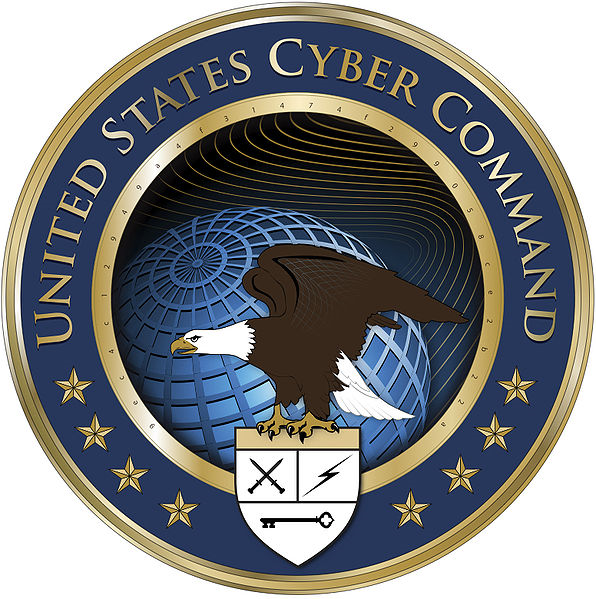 UNITED STATES CYBER COMMAND
9ec4c12949a4f31474f299058ce2b22a